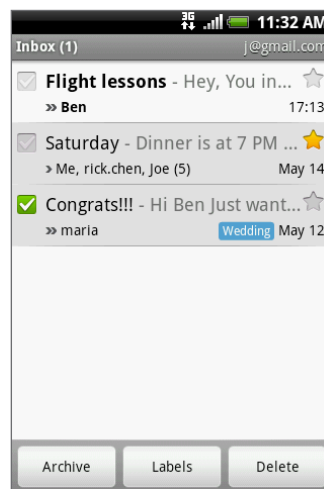 3G 11:32 AM
Inbox (1) j@gmail.com
Flight lessons - Hey, You in...
» Ben 17:13
Saturday - Dinner is at 7 PM ...
› Me, rick.chen, Joe (5) May 14
Congrats!!! - Hi Ben Just want...
» maria Wedding May 12
Archive Labels Delete